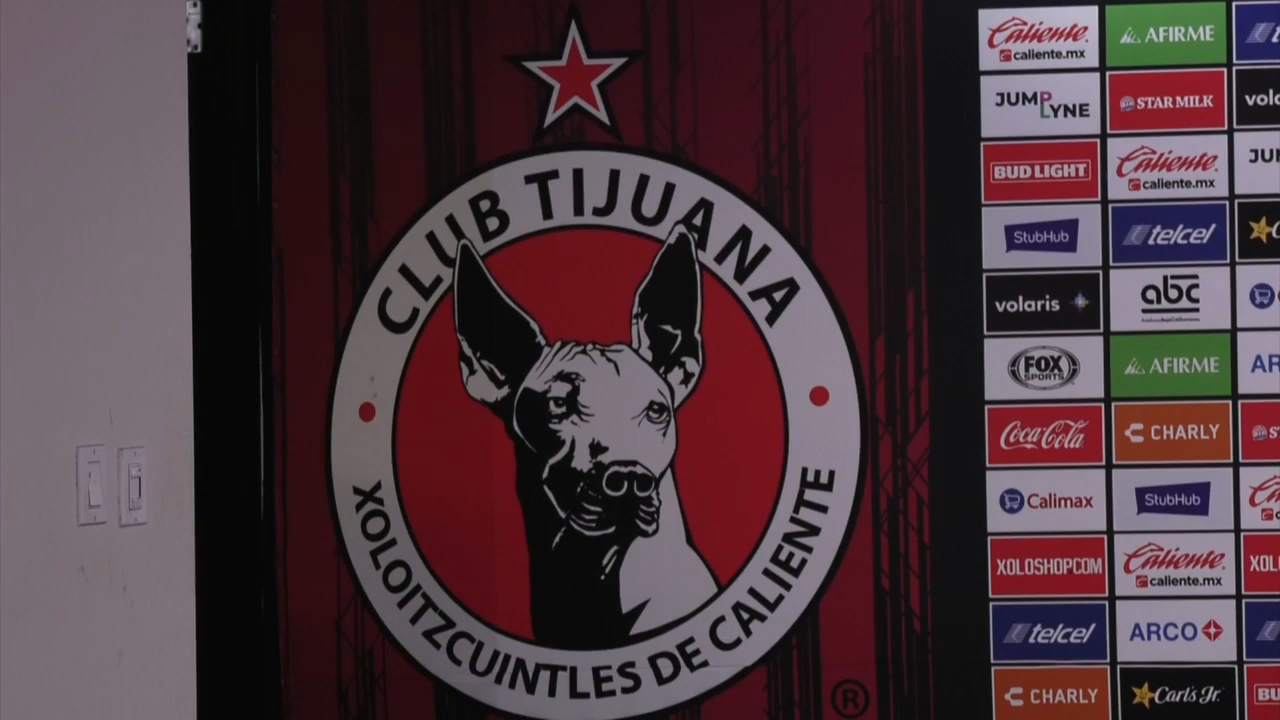 CLUB TIJUANA
XOLOITZCUINTLES DE CALIENTE
®
Caliente
caliente.mx
AFIRME
JUMPLYNE
STAR MILK
BUD LIGHT
Caliente
caliente.mx
StubHub
telcel
volaris
abc
FOX
SPORTS
AFIRME
Coca-Cola
CHARLY
Calimax
StubHub
XOLOSHOPCOM
Caliente
caliente.mx
telcel
ARCO
CHARLY
Carl's Jr.